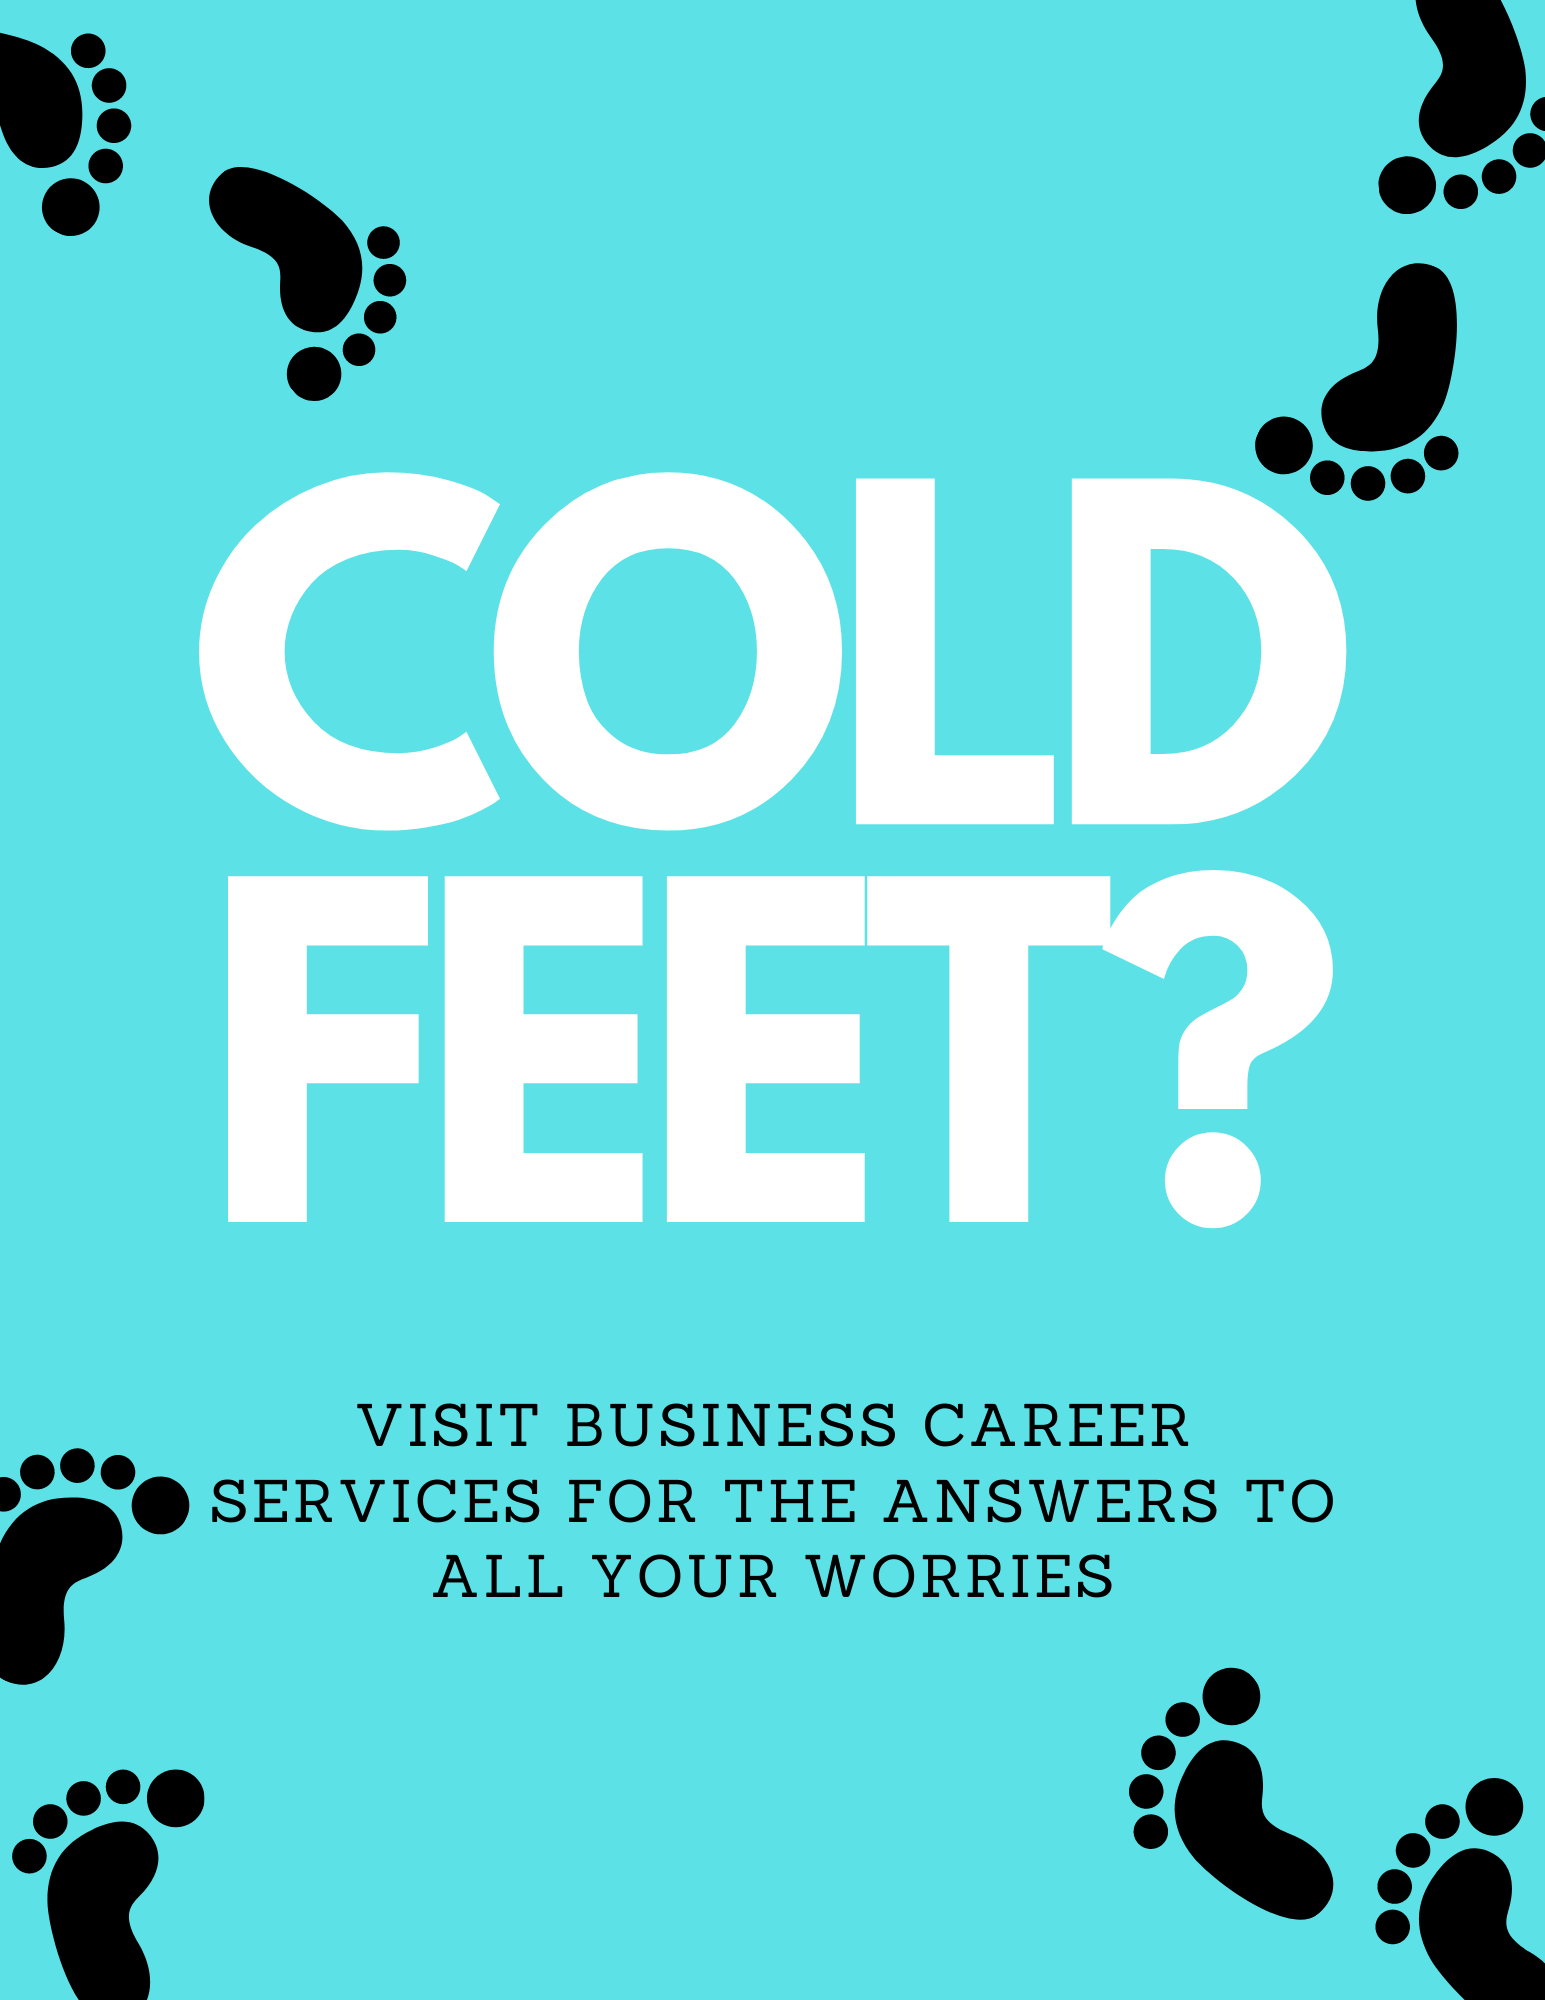 COLD
FEET?
VISIT BUSINESS CAREER
SERVICES FOR THE ANSWERS TO
ALL YOUR WORRIES